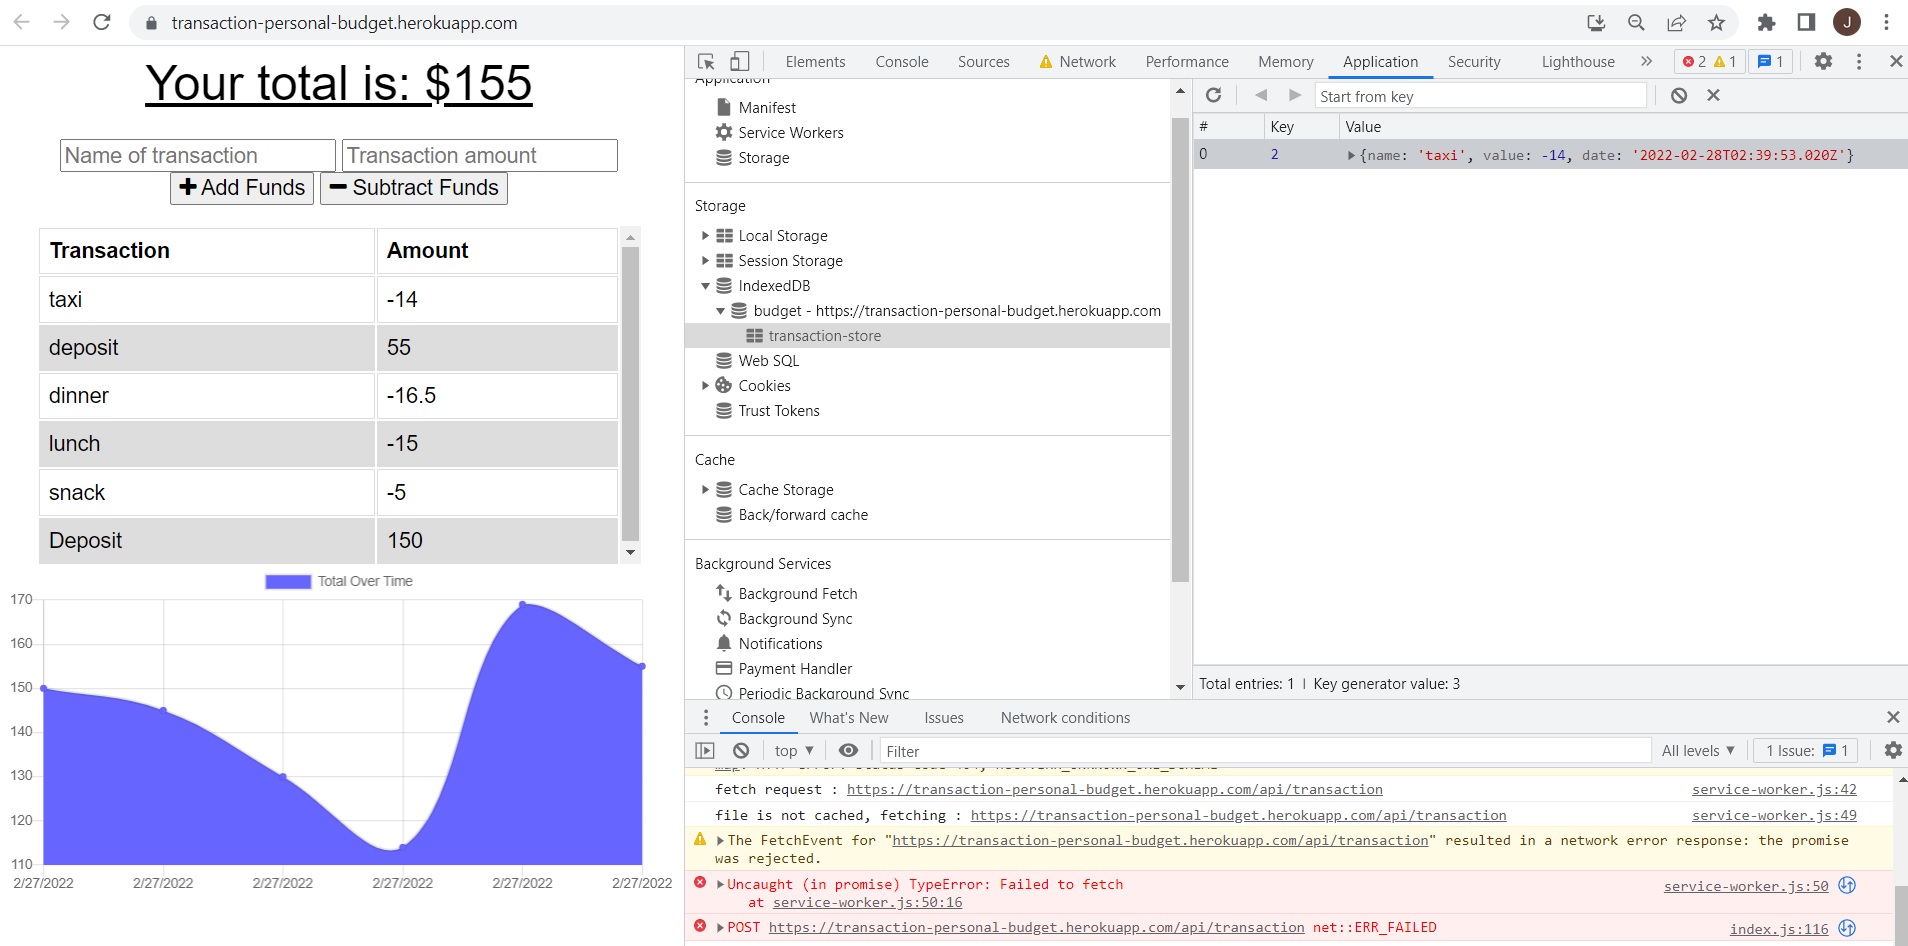 transaction-personal-budget.herokuapp.com
J
Your total is: $155
Name of transaction
Transaction amount
Add Funds
Subtract Funds
Transaction Amount
taxi -14
deposit 55
dinner -16.5
lunch -15
snack -5
Deposit 150
Total Over Time
170
160
150
140
130
120
110
2/27/2022 2/27/2022 2/27/2022 2/27/2022 2/27/2022 2/27/2022
Elements Console Sources Network Performance Memory Application Security Lighthouse » 2 1 1
Application
Manifest
Service Workers
Storage
Storage
Local Storage
Session Storage
IndexedDB
budget - https://transaction-personal-budget.herokuapp.com
transaction-store
Web SQL
Cookies
Trust Tokens
Cache
Cache Storage
Back/forward cache
Background Services
Background Fetch
Background Sync
Notifications
Payment Handler
Periodic Background Sync
Start from key
# Key Value
0 2 {name: 'taxi', value: -14, date: '2022-02-28T02:39:53.020Z'}
Total entries: 1 | Key generator value: 3
Console What's New Issues Network conditions
top Filter All levels 1 Issue: 1
fetch request : https://transaction-personal-budget.herokuapp.com/api/transaction service-worker.js:42
file is not cached, fetching : https://transaction-personal-budget.herokuapp.com/api/transaction service-worker.js:49
The FetchEvent for "https://transaction-personal-budget.herokuapp.com/api/transaction" resulted in a network error response: the promise
was rejected.
Uncaught (in promise) TypeError: Failed to fetch service-worker.js:50
at service-worker.js:50:16
POST https://transaction-personal-budget.herokuapp.com/api/transaction net::ERR_FAILED index.js:116